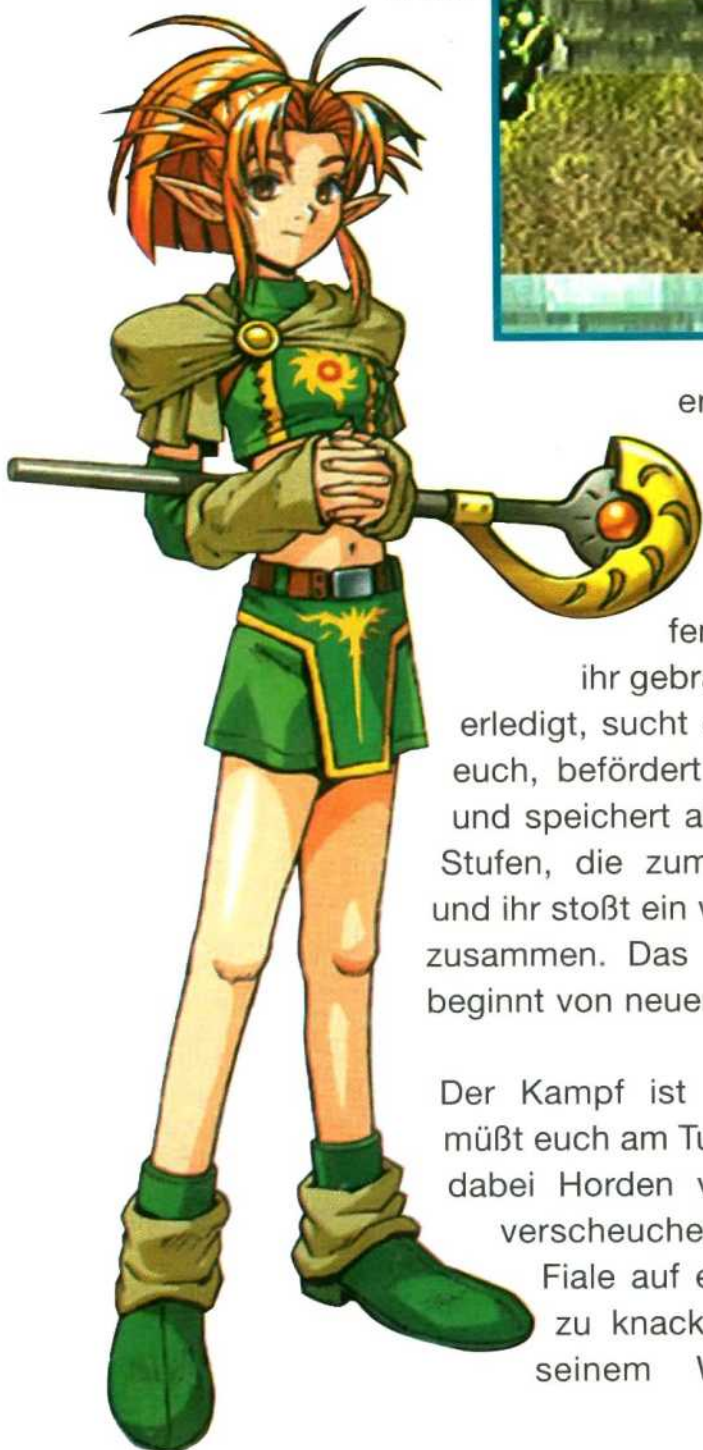 er
fer
ihr gebra
erledigt, sucht
euch, befördert
und speichert a
Stufen, die zum
und ihr stoßt ein v
zusammen. Das
beginnt von neue
Der Kampf ist
müßt euch am Tu
dabei Horden v
verscheuche
Fiale auf e
zu knack
seinem